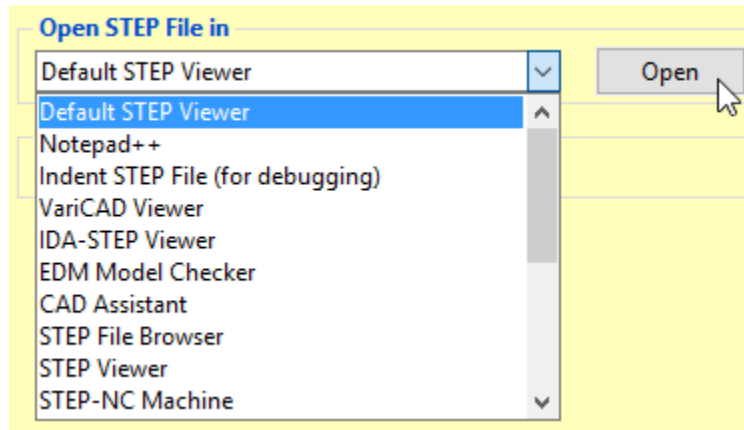 Open STEP File in
Default STEP Viewer
Open
Default STEP Viewer
Notepad++
Indent STEP File (for debugging)
VariCAD Viewer
IDA-STEP Viewer
EDM Model Checker
CAD Assistant
STEP File Browser
STEP Viewer
STEP-NC Machine